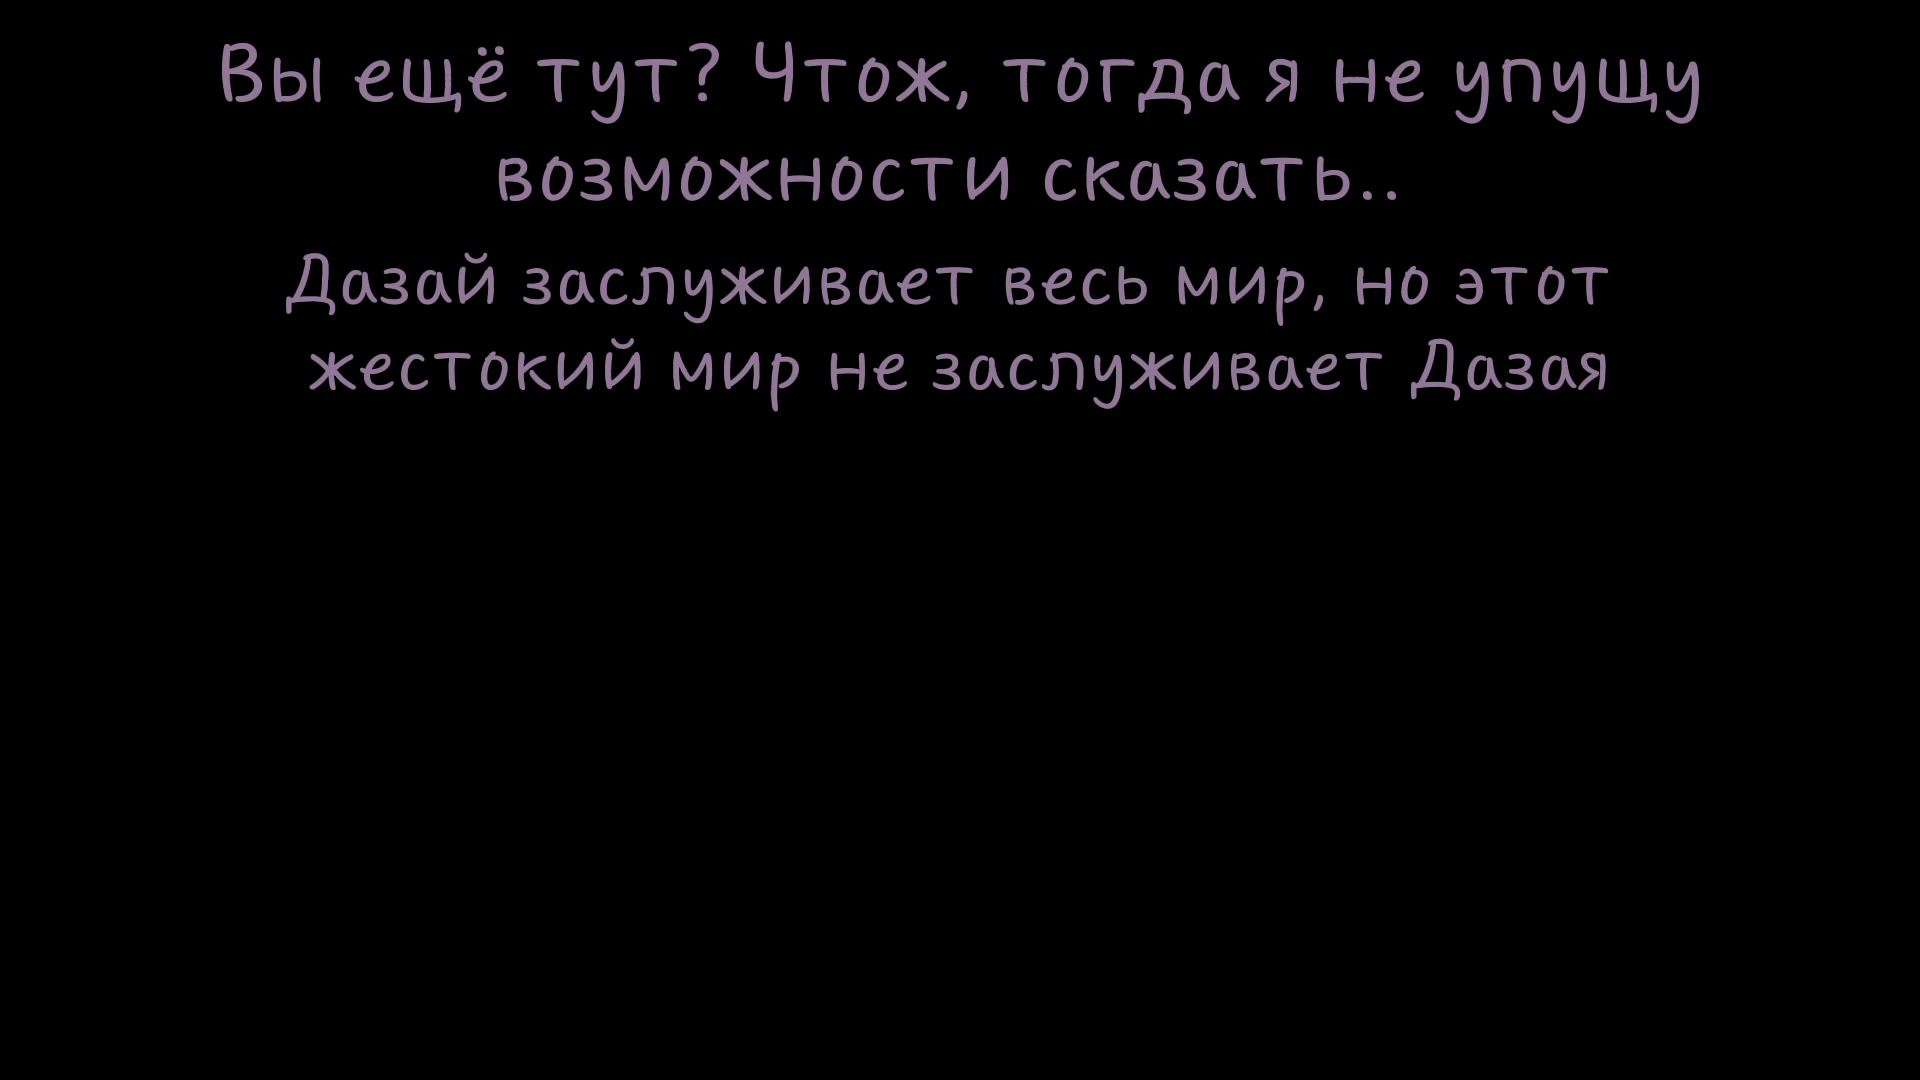 Вы ещё тут? Чтож, тогда я не упущу
возможности сказать..
Дазай заслуживает весь мир, но этот
жестокий мир не заслуживает Дазая